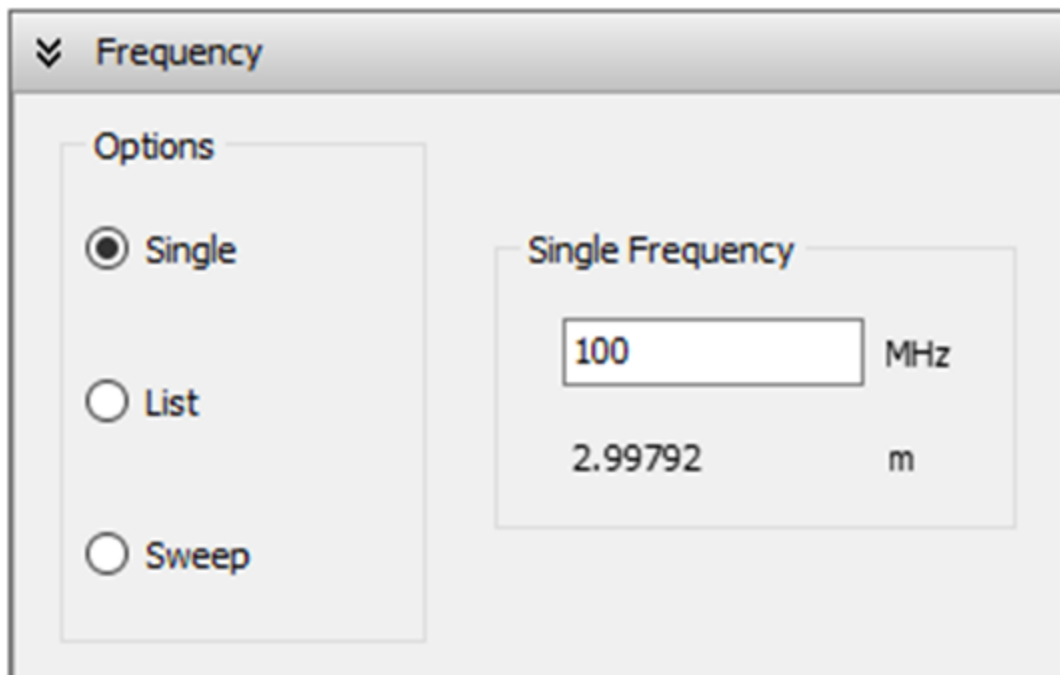 Frequency
Options
Single
List
Sweep
Single Frequency
100 MHz
2.99792 m